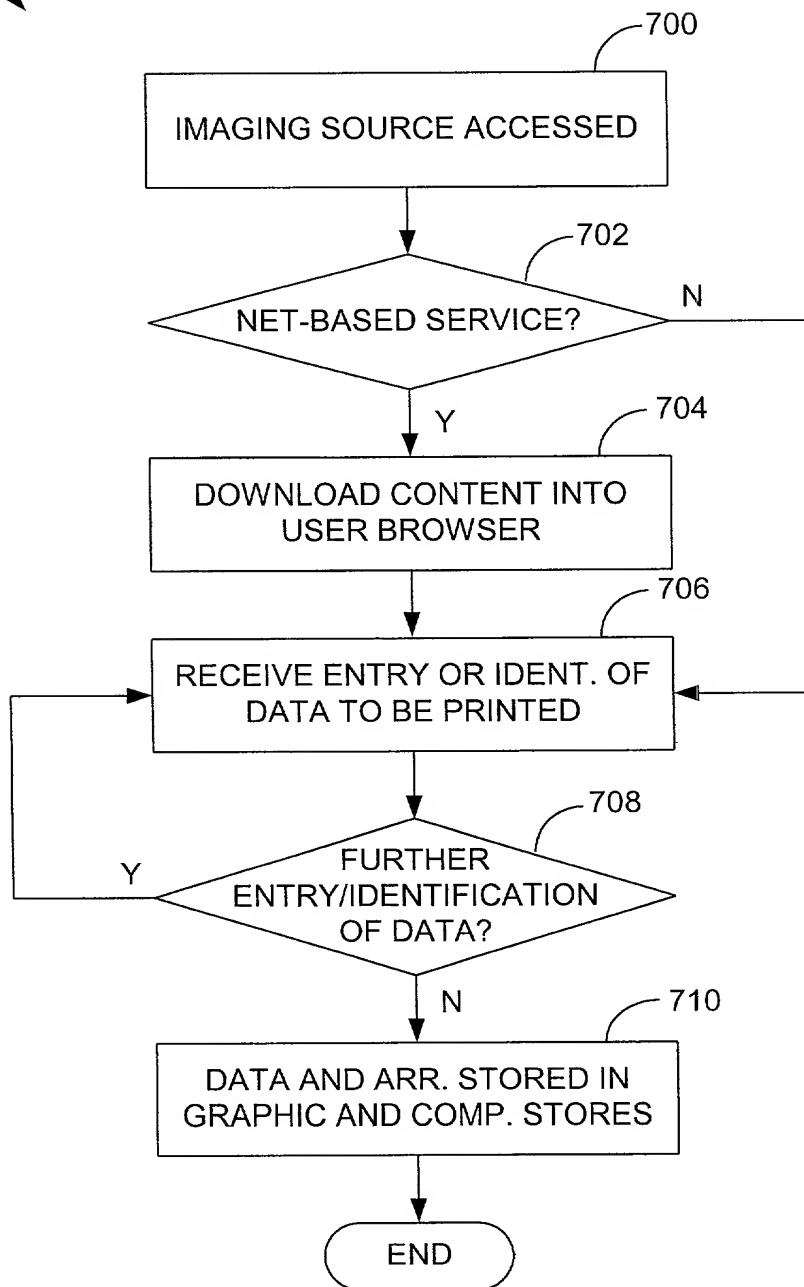 700
IMAGING SOURCE ACCESSED
702
NET-BASED SERVICE?
N
Y
704
DOWNLOAD CONTENT INTO
USER BROWSER
706
RECEIVE ENTRY OR IDENT. OF
DATA TO BE PRINTED
708
FURTHER
ENTRY/IDENTIFICATION
OF DATA?
Y
N
710
DATA AND ARR. STORED IN
GRAPHIC AND COMP. STORES
END